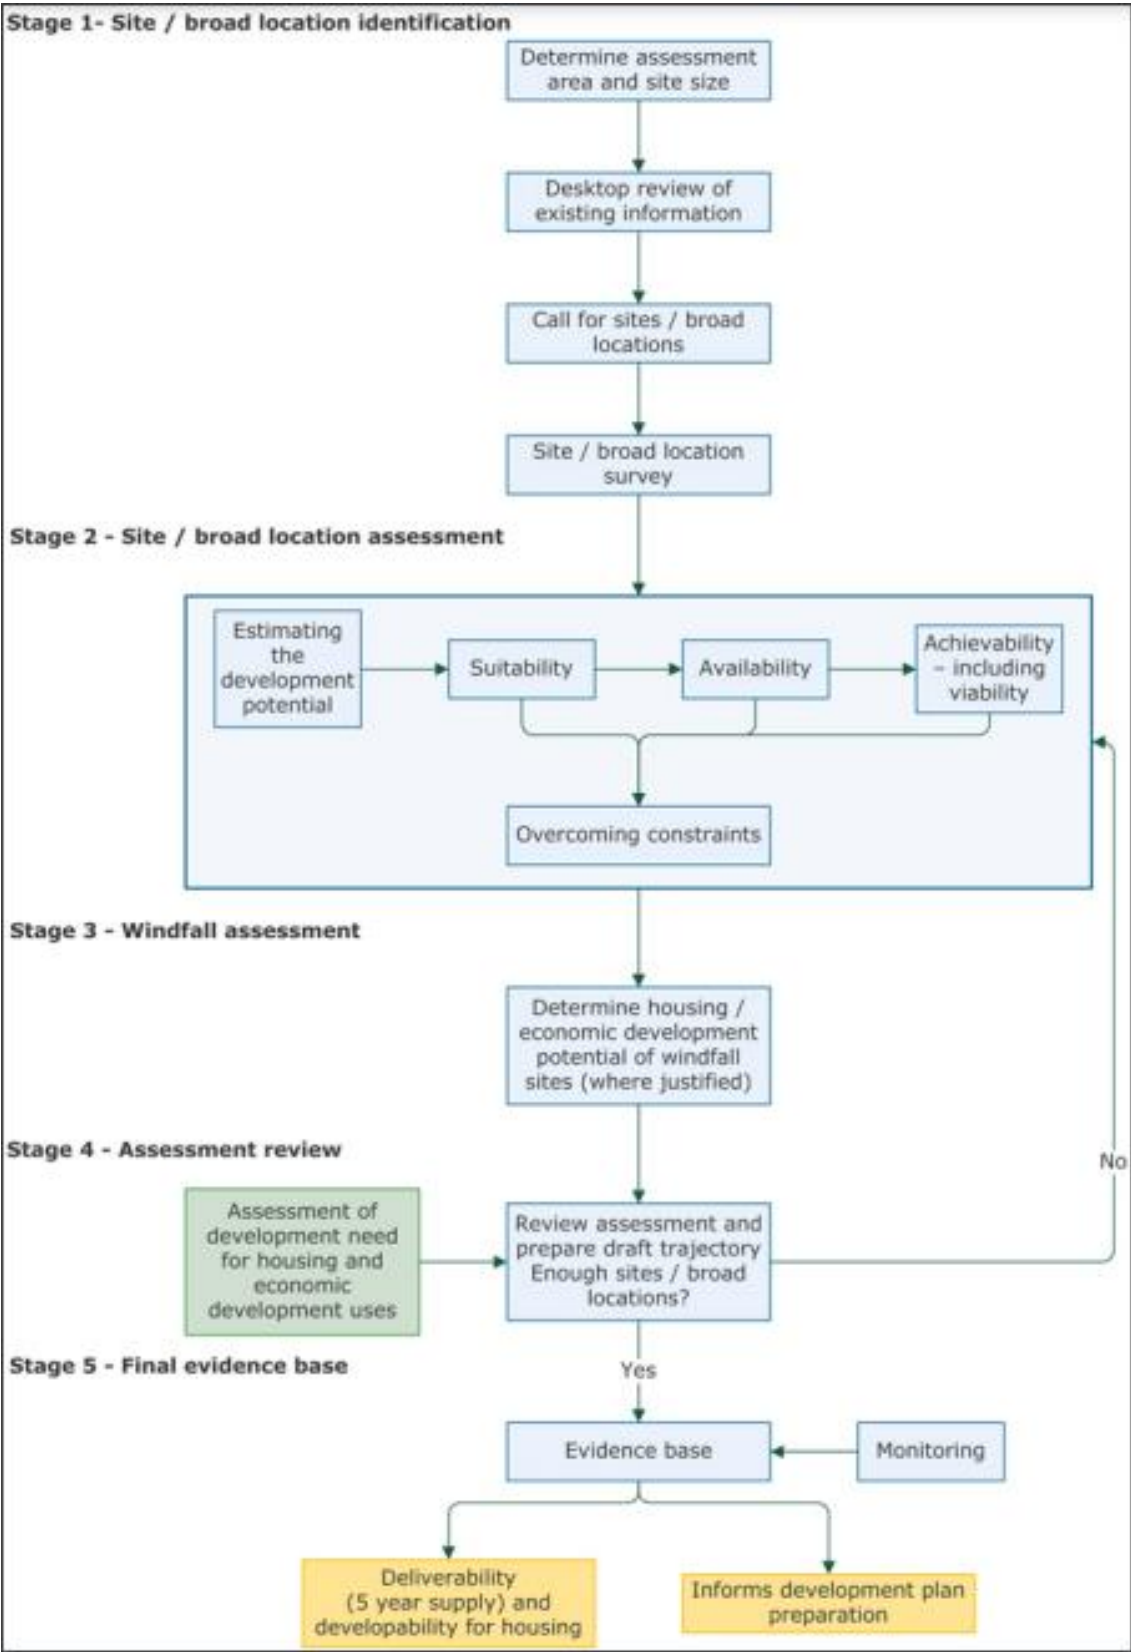 Stage 1- Site / broad location identification
Determine assessment
area and site size
Desktop review of
existing information
Call for sites / broad
locations
Site / broad location
survey
Stage 2 - Site / broad location assessment
Estimating
the
development
potential
Suitability
Availability
Achievability
– including
viability
Overcoming constraints
Stage 3 - Windfall assessment
Determine housing /
economic development
potential of windfall
sites (where justified)
Stage 4 - Assessment review
No
Assessment of
development need
for housing and
economic
development uses
Review assessment and
prepare draft trajectory
Enough sites / broad
locations?
Stage 5 - Final evidence base
Yes
Evidence base
Monitoring
Deliverability
(5 year supply) and
developability for housing
Informs development plan
preparation